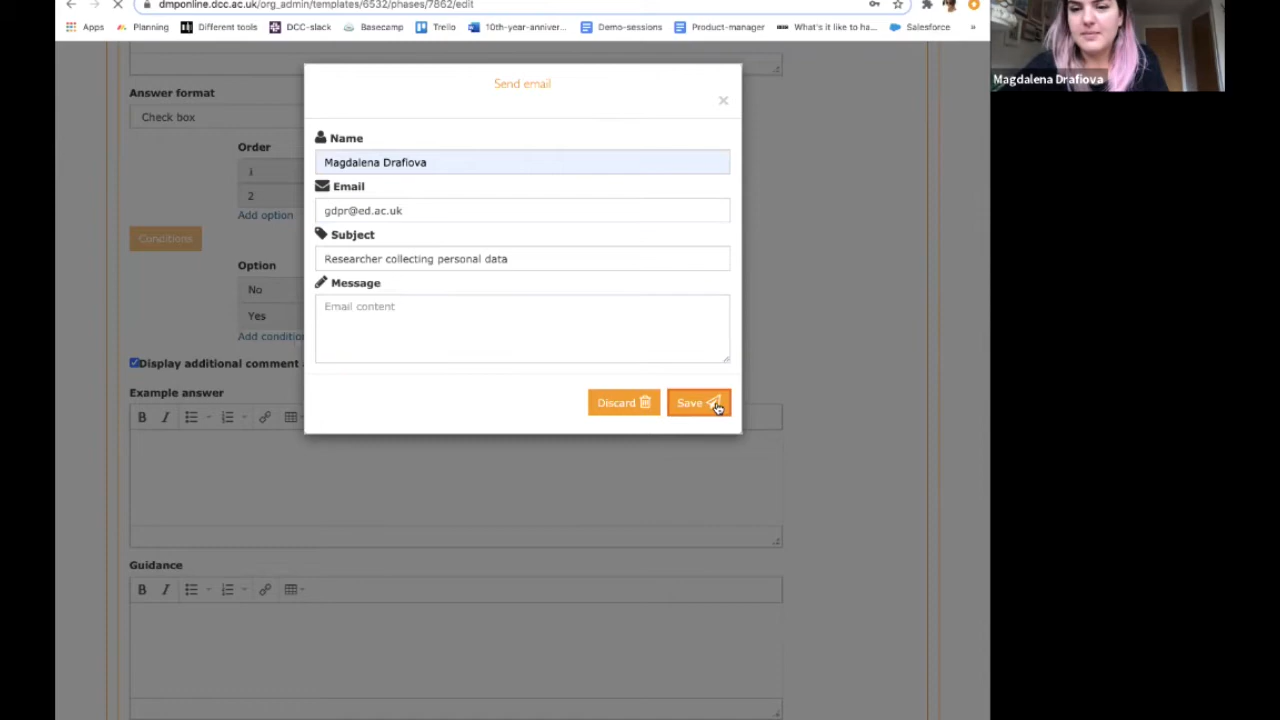 dmponline.dcc.ac.uk/org_admin/templates/6532/phases/7862/edit
Apps Planning Different tools DCC-slack Basecamp Trello 10th-year-anniver... Demo-sessions Product-manager What's it like to ha... Salesforce »
Magdalena Drafiova
Send email
×
Answer format
Check box
Order
1
2
Add option
Conditions
Option
No
Yes
Add condition
Display additional comment
Example answer
B I
Guidance
B I
Name
Magdalena Drafiova
Email
gdpr@ed.ac.uk
Subject
Researcher collecting personal data
Message
Email content
Discard Save